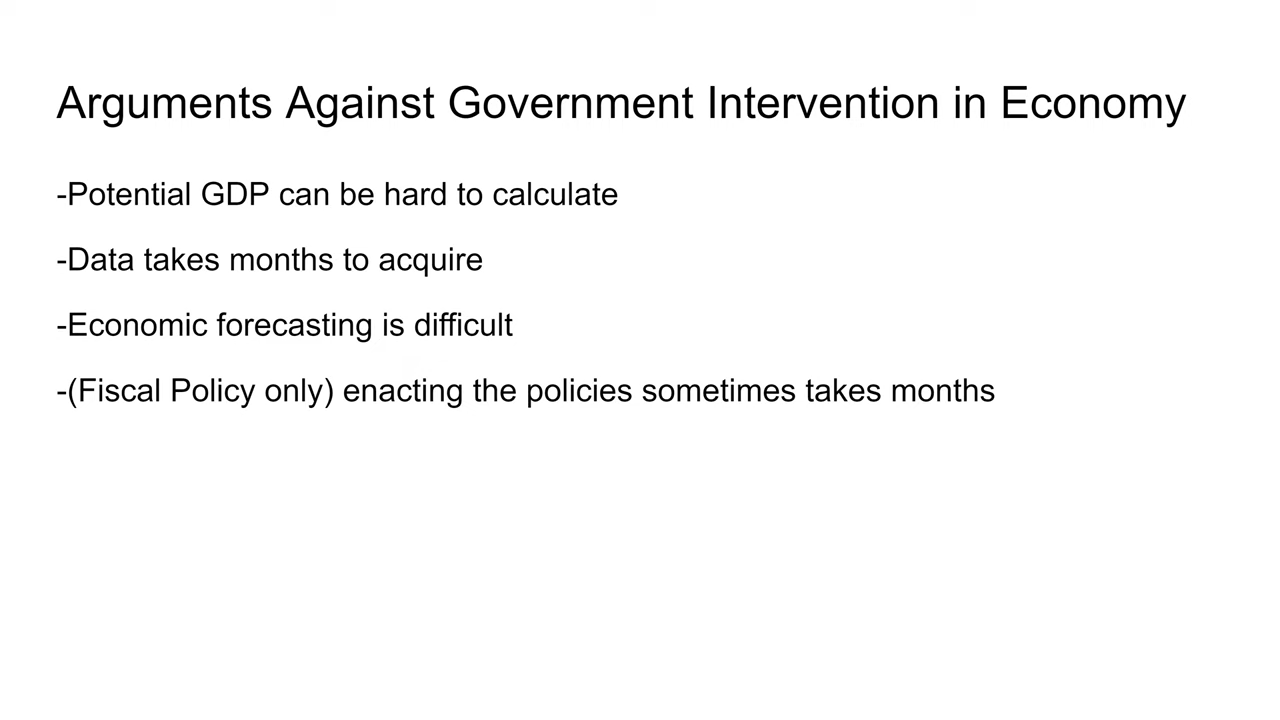 Arguments Against Government Intervention in Economy
-Potential GDP can be hard to calculate
-Data takes months to acquire
-Economic forecasting is difficult
-(Fiscal Policy only) enacting the policies sometimes takes months